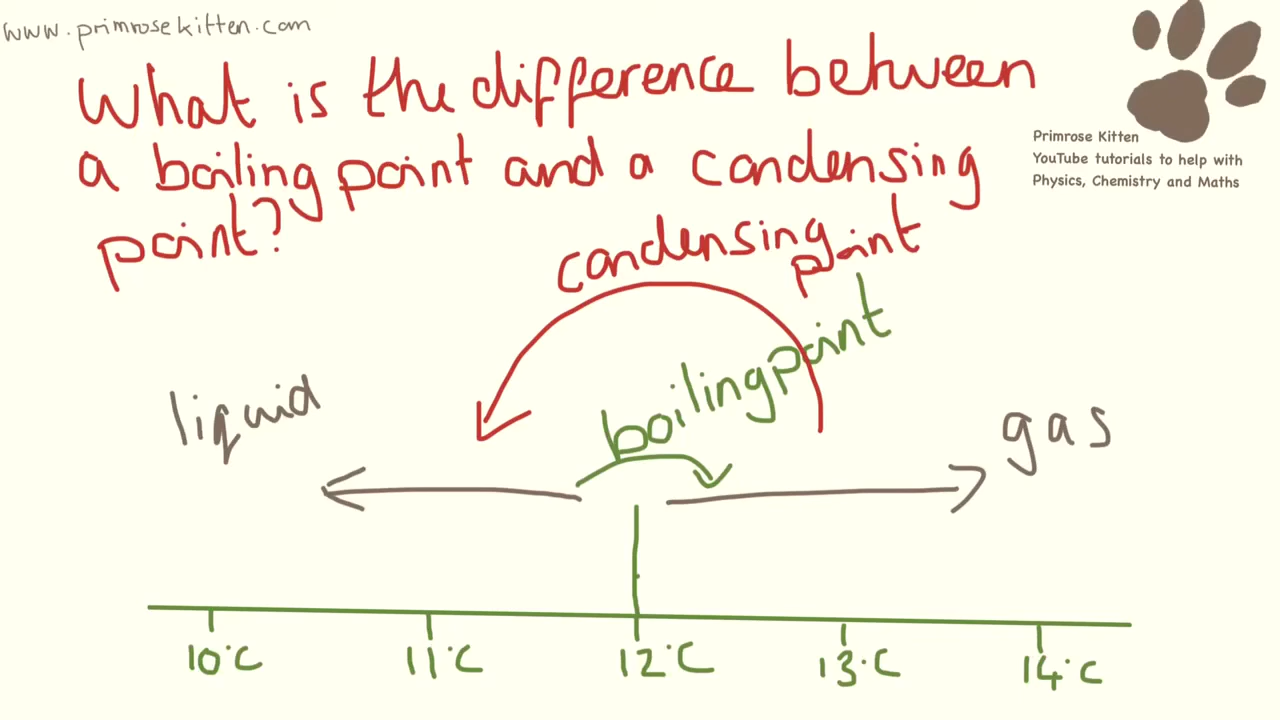 www.primrosekitten.com
What is the difference between
a boiling point and a condensing
point?
Primrose Kitten
YouTube tutorials to help with
Physics, Chemistry and Maths
condensing
point
boiling point
liquid
gas
10°C 11°C 12°C 13°C 14°C